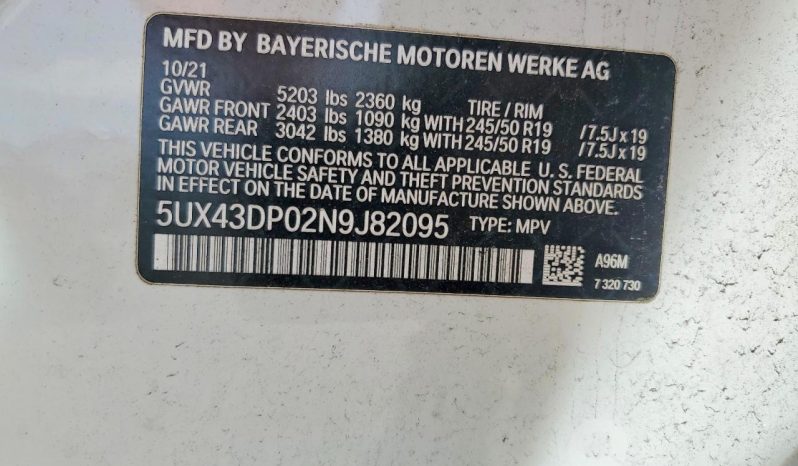 MFD BY BAYERISCHE MOTOREN WERKE AG
10/21
GVWR 5203 lbs 2360 kg TIRE / RIM
GAWR FRONT 2403 lbs 1090 kg WITH 245/50 R19 /7.5J x 19
GAWR REAR 3042 lbs 1380 kg WITH 245/50 R19 /7.5J x 19
THIS VEHICLE CONFORMS TO ALL APPLICABLE U. S. FEDERAL
MOTOR VEHICLE SAFETY AND THEFT PREVENTION STANDARDS
IN EFFECT ON THE DATE OF MANUFACTURE SHOWN ABOVE.
5UX43DP02N9J82095 TYPE: MPV
A96M
7 320 730